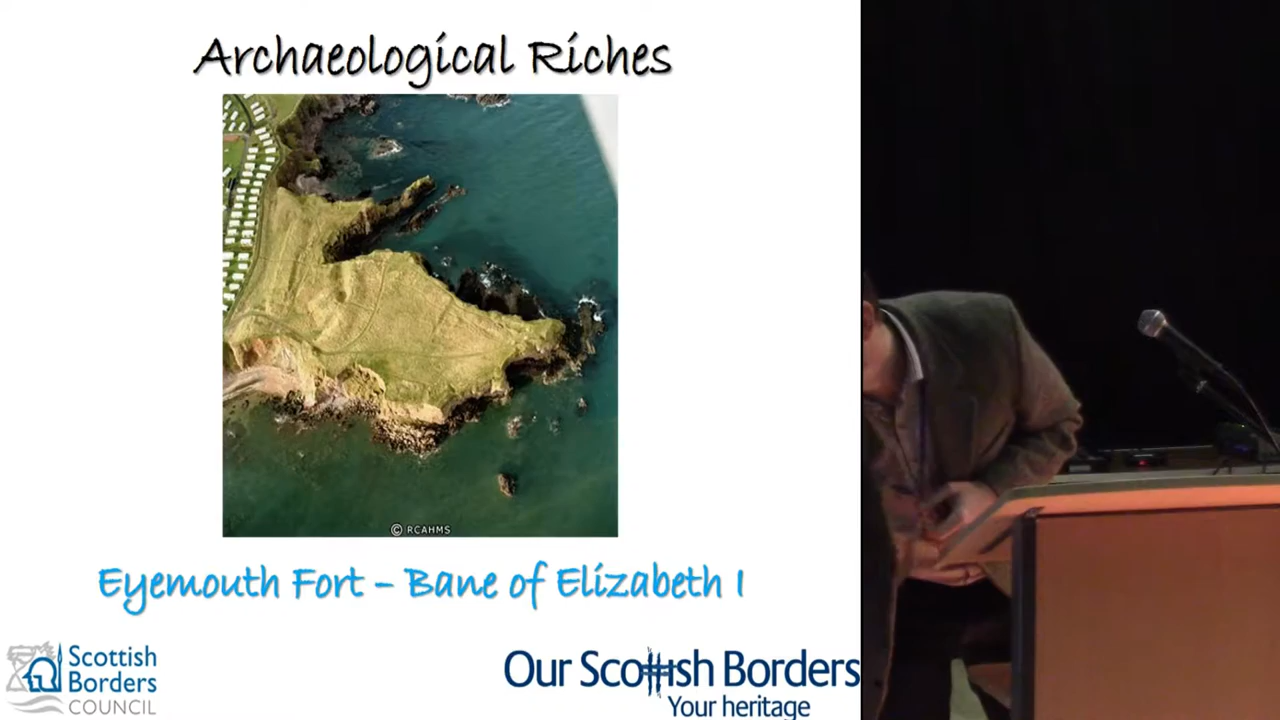 Archaeological Riches
© RCAHMS
Eyemouth Fort – Bane of Elizabeth I
Scottish
Borders
COUNCIL
Our Scottish Borders
Your heritage